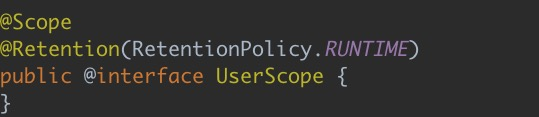 @Scope
@Retention(RetentionPolicy.RUNTIME)
public @interface UserScope {
}